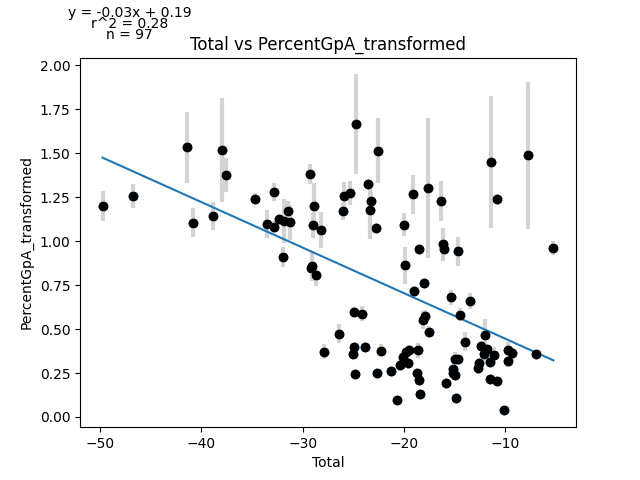 y = -0.03x + 0.19
r^2 = 0.28
n = 97
Total vs PercentGpA_transformed
2.00
1.75
1.50
1.25
1.00
0.75
0.50
0.25
0.00
PercentGpA_transformed
−50 −40 −30 −20 −10
Total